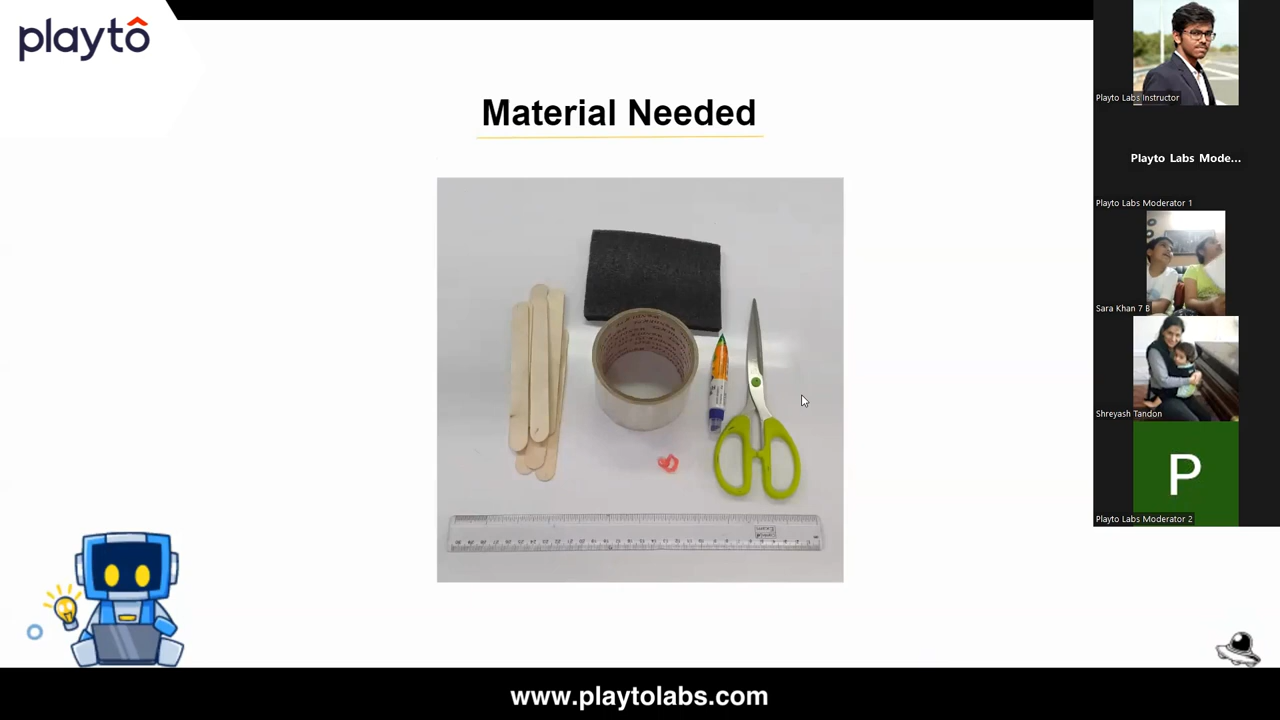 playtô
Material Needed
Playto Labs Instructor
Playto Labs Mode...
Playto Labs Moderator 1
Sara Khan 7 B
Shreyash Tandon
P
Playto Labs Moderator 2
www.playtolabs.com